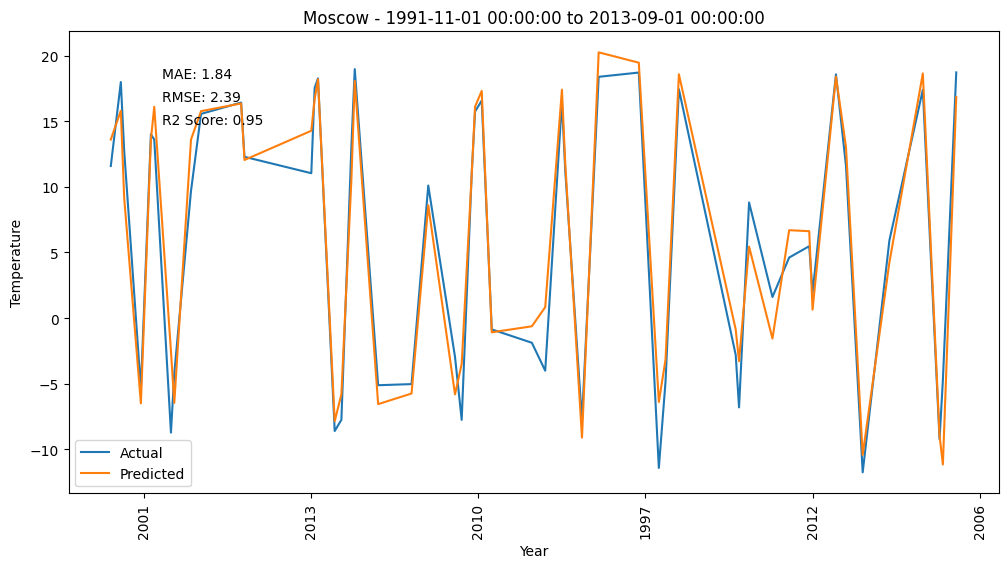 Moscow - 1991-11-01 00:00:00 to 2013-09-01 00:00:00
20
15
10
5
0
−5
−10
Temperature
MAE: 1.84
RMSE: 2.39
R2 Score: 0.95
Actual
Predicted
2001
2013
2010
1997
2012
2006
Year